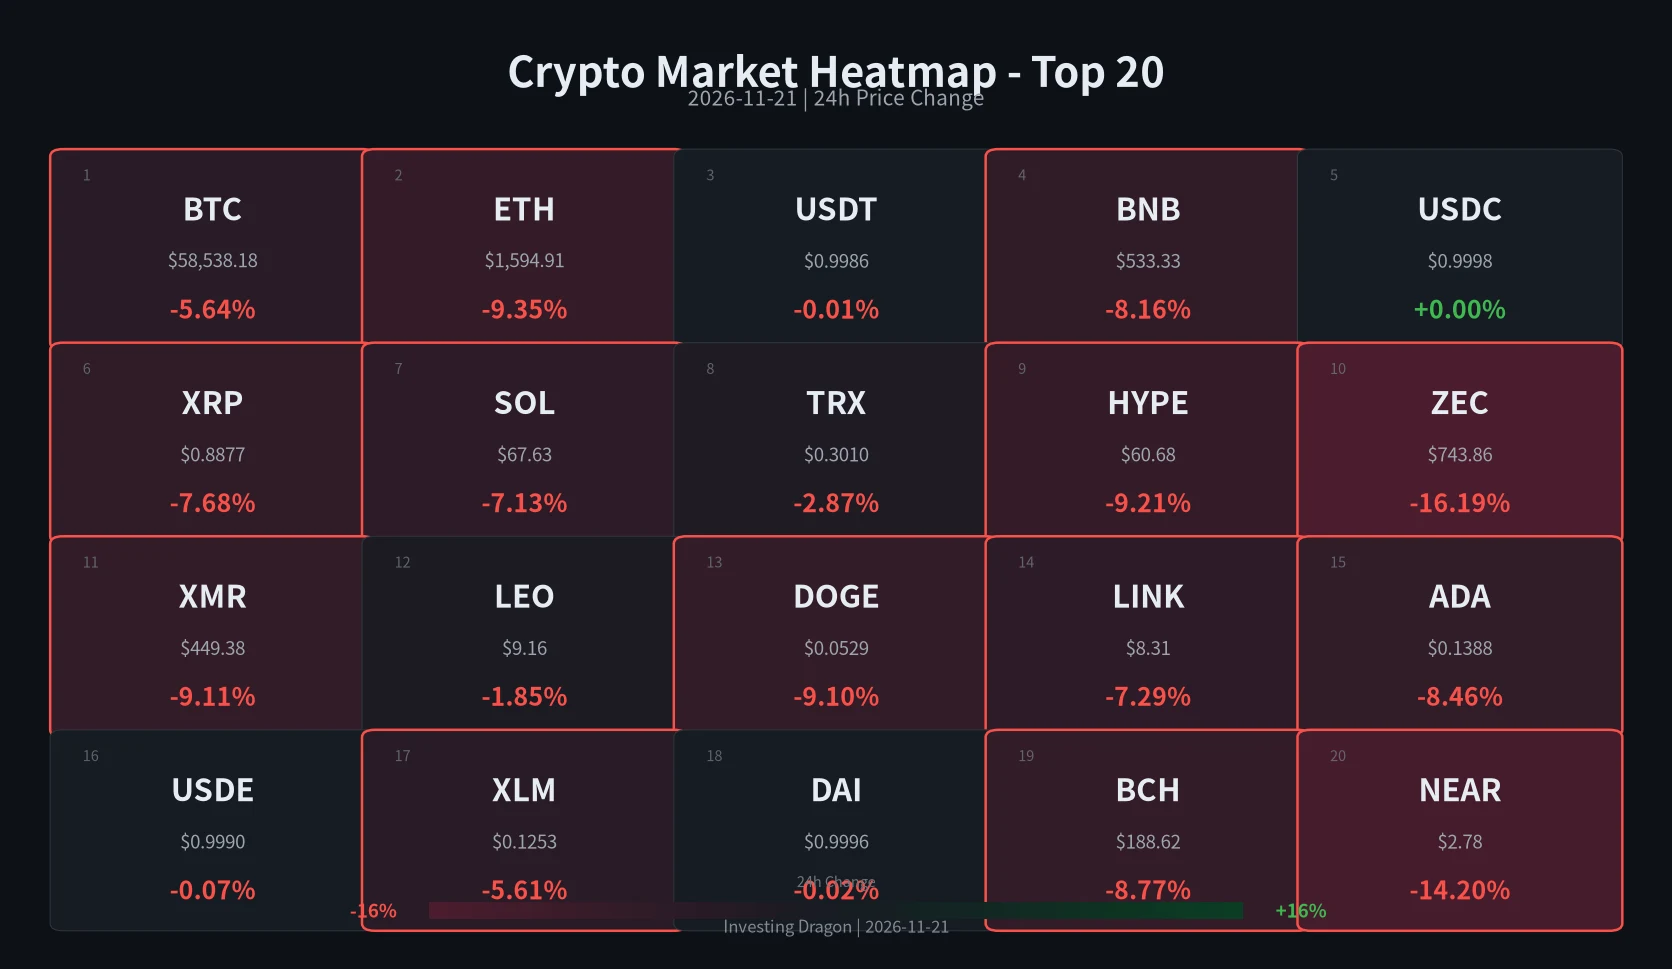 Crypto Market Heatmap - Top 20
2026-11-21 | 24h Price Change
1
BTC
$58,538.18
-5.64%
2
ETH
$1,594.91
-9.35%
3
USDT
$0.9986
-0.01%
4
BNB
$533.33
-8.16%
5
USDC
$0.9998
+0.00%
6
XRP
$0.8877
-7.68%
7
SOL
$67.63
-7.13%
8
TRX
$0.3010
-2.87%
9
HYPE
$60.68
-9.21%
10
ZEC
$743.86
-16.19%
11
XMR
$449.38
-9.11%
12
LEO
$9.16
-1.85%
13
DOGE
$0.0529
-9.10%
14
LINK
$8.31
-7.29%
15
ADA
$0.1388
-8.46%
16
USDE
$0.9990
-0.07%
17
XLM
$0.1253
-5.61%
18
DAI
$0.9996
-0.02%
19
BCH
$188.62
-8.77%
20
NEAR
$2.78
-14.20%
24h Change
-16%
+16%
Investing Dragon | 2026-11-21